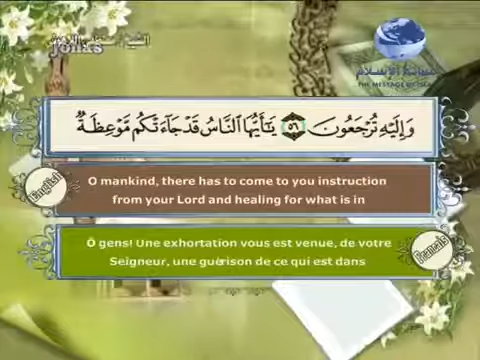 Jonas
THE MESSAGE OF ISLAM
وَإِلَيْهِ تُرْجَعُونَ ٥٦ يَٰٓأَيُّهَا ٱلنَّاسُ قَدْ جَآءَتْكُم مَّوْعِظَةٌ
English
O mankind, there has to come to you instruction
from your Lord and healing for what is in
Ô gens! Une exhortation vous est venue, de votre
Seigneur, une guérison de ce qui est dans
Français